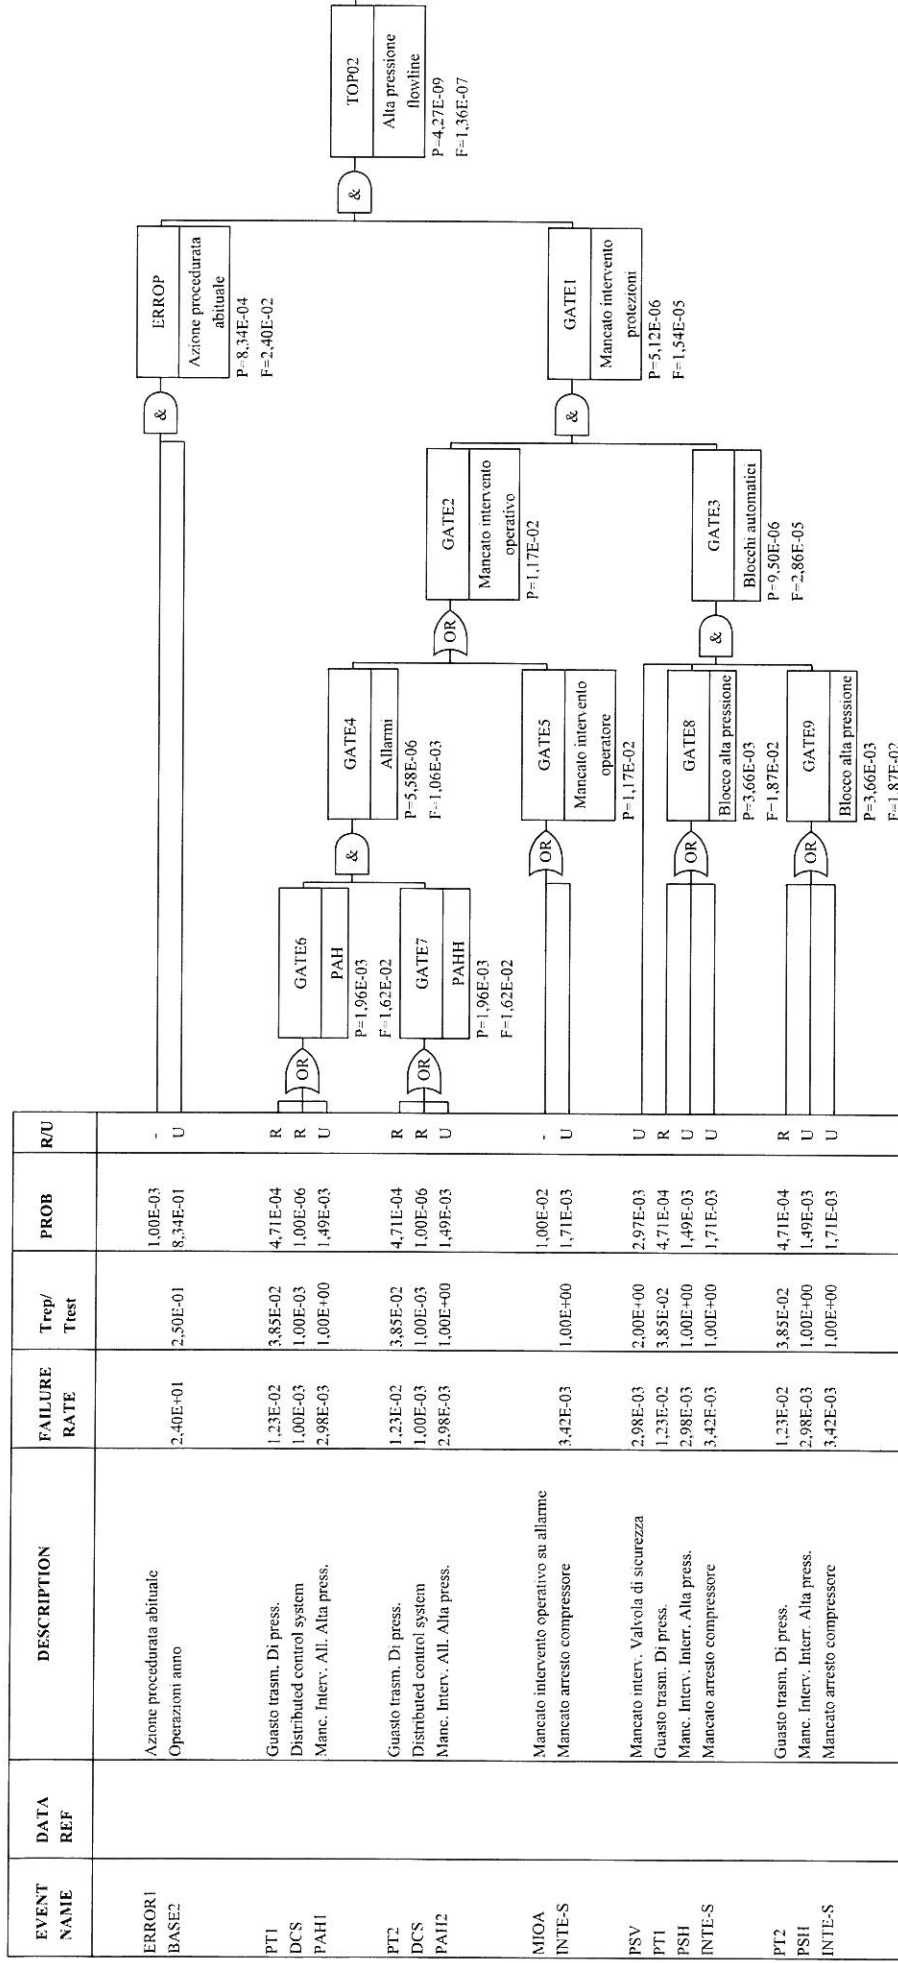 EVENT NAME DATA REF DESCRIPTION FAILURE RATE Trep/ Ttest PROB R/U
ERROR1 Azione procedurata abituale 1,00E-03 -
BASE2 Operazioni anno 2,40E+01 2,50E-01 8,34E-01 U
PT1 Guasto trasm. Di press. 1,23E-02 3,85E-02 4,71E-04 R
DCS Distributed control system 1,00E-03 1,00E-03 1,00E-06 R
PAH1 Manc. Interv. All. Alta press. 2,98E-03 1,00E+00 1,49E-03 U
PT2 Guasto trasm. Di press. 1,23E-02 3,85E-02 4,71E-04 R
DCS Distributed control system 1,00E-03 1,00E-03 1,00E-06 R
PAH2 Manc. Interv. All. Alta press. 2,98E-03 1,00E+00 1,49E-03 U
MIOA Mancato intervento operativo su allarme 1,00E-02 -
INTE-S Mancato arresto compressore 3,42E-03 1,00E+00 1,71E-03 U
PSV Mancato interv. Valvola di sicurezza 2,98E-03 2,00E+00 2,97E-03 U
PT1 Guasto trasm. Di press. 1,23E-02 3,85E-02 4,71E-04 R
PSH Manc. Interv. Interr. Alta press. 2,98E-03 1,00E+00 1,49E-03 U
INTE-S Mancato arresto compressore 3,42E-03 1,00E+00 1,71E-03 U
PT2 Guasto trasm. Di press. 1,23E-02 3,85E-02 4,71E-04 R
PSH Manc. Interv. Interr. Alta press. 2,98E-03 1,00E+00 1,49E-03 U
INTE-S Mancato arresto compressore 3,42E-03 1,00E+00 1,71E-03 U
OR
GATE6
PAH
P=1,96E-03
F=1,62E-02
OR
GATE7
PAHH
P=1,96E-03
F=1,62E-02
&
GATE4
Allarmi
P=5,58E-06
F=1,06E-03
OR
GATE5
Mancato intervento
operatore
P=1,17E-02
OR
GATE8
Blocco alta pressione
P=3,66E-03
F=1,87E-02
OR
GATE9
Blocco alta pressione
P=3,66E-03
F=1,87E-02
OR
GATE2
Mancato intervento
operativo
P=1,17E-02
&
GATE3
Blocchi automatici
P=9,50E-06
F=2,86E-05
&
ERROP
Azione procedurata
abituale
P=8,34E-04
F=2,40E-02
&
GATE1
Mancato intervento
protezioni
P=5,12E-06
F=1,54E-05
&
TOP02
Alta pressione
flowline
P=4,27E-09
F=1,36E-07